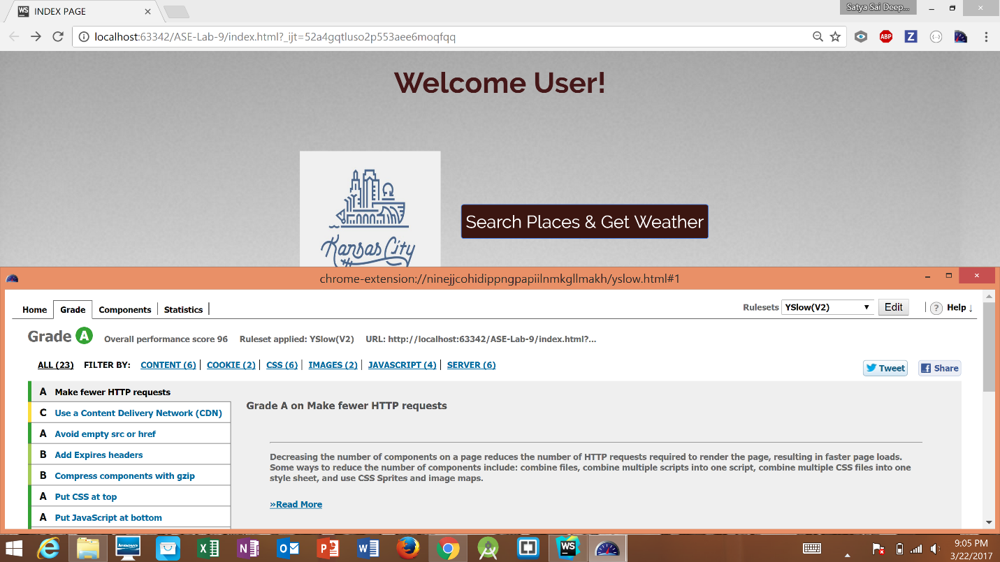 WS INDEX PAGE
Satya Sai Deep...
localhost:63342/ASE-Lab-9/index.html?_ijt=52a4gqtluso2p553aee6moqfqq
ABP
Z
Welcome User!
Search Places & Get Weather
Kansas City
chrome-extension://ninejjcohidippngpapiilnmkgllmakh/yslow.html#1
Home Grade Components Statistics
Rulesets YSlow(V2) Edit ? Help ↓
Grade A Overall performance score 96 Ruleset applied: YSlow(V2) URL: http://localhost:63342/ASE-Lab-9/index.html?...
ALL (23) FILTER BY: CONTENT (6) COOKIE (2) CSS (6) IMAGES (2) JAVASCRIPT (4) SERVER (6)
Tweet Share
A Make fewer HTTP requests
C Use a Content Delivery Network (CDN)
A Avoid empty src or href
B Add Expires headers
B Compress components with gzip
A Put CSS at top
A Put JavaScript at bottom
Grade A on Make fewer HTTP requests
Decreasing the number of components on a page reduces the number of HTTP requests required to render the page, resulting in faster page loads.
Some ways to reduce the number of components include: combine files, combine multiple scripts into one script, combine multiple CSS files into one
style sheet, and use CSS Sprites and image maps.
»Read More
lenovo
WS
9:05 PM
3/22/2017